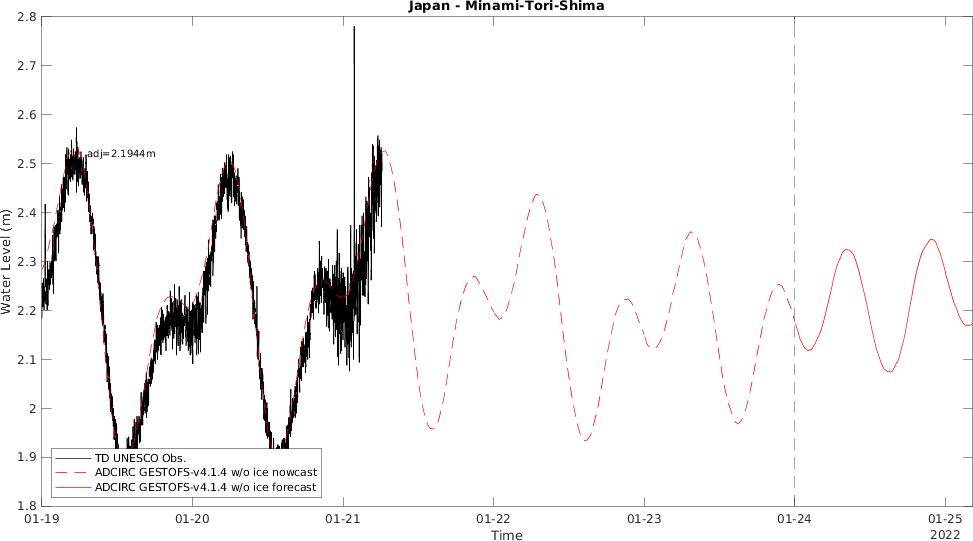 Japan - Minami-Tori-Shima
2.8
2.7
2.6
2.5
2.4
2.3
2.2
2.1
2
1.9
1.8
Water Level (m)
adj=2.1944m
TD UNESCO Obs.
ADCIRC GESTOFS-v4.1.4 w/o ice nowcast
ADCIRC GESTOFS-v4.1.4 w/o ice forecast
01-19
01-20
01-21
01-22
01-23
01-24
01-25
Time
2022